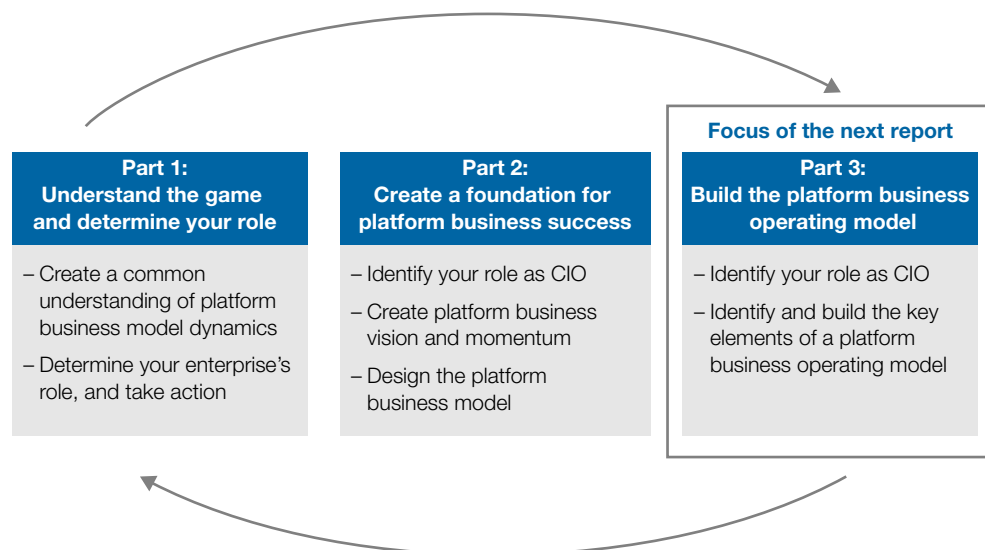 Part 1:
Understand the game
and determine your role
– Create a common
understanding of platform
business model dynamics
– Determine your enterprise’s
role, and take action
Part 2:
Create a foundation for
platform business success
– Identify your role as CIO
– Create platform business
vision and momentum
– Design the platform
business model
Focus of the next report
Part 3:
Build the platform business
operating model
– Identify your role as CIO
– Identify and build the key
elements of a platform
business operating model